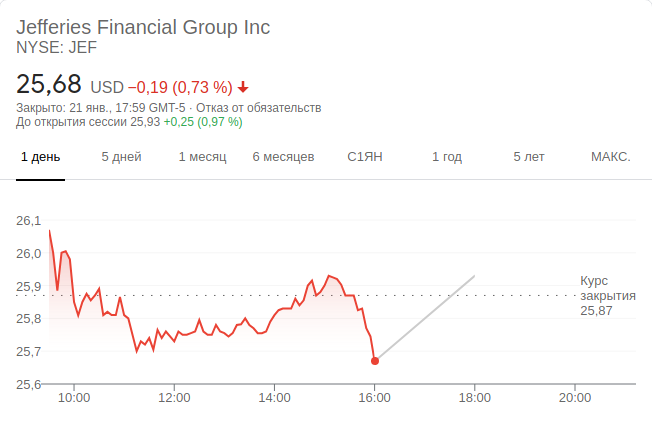 Jefferies Financial Group Inc
NYSE: JEF
25,68 USD −0,19 (0,73 %)
Закрыто: 21 янв., 17:59 GMT-5 · Отказ от обязательств
До открытия сессии 25,93 +0,25 (0,97 %)
1 день 5 дней 1 месяц 6 месяцев С1ЯН 1 год 5 лет МАКС.
26,1
26,0
25,9
25,8
25,7
25,6
Курс
закрытия
25,87
10:00 12:00 14:00 16:00 18:00 20:00